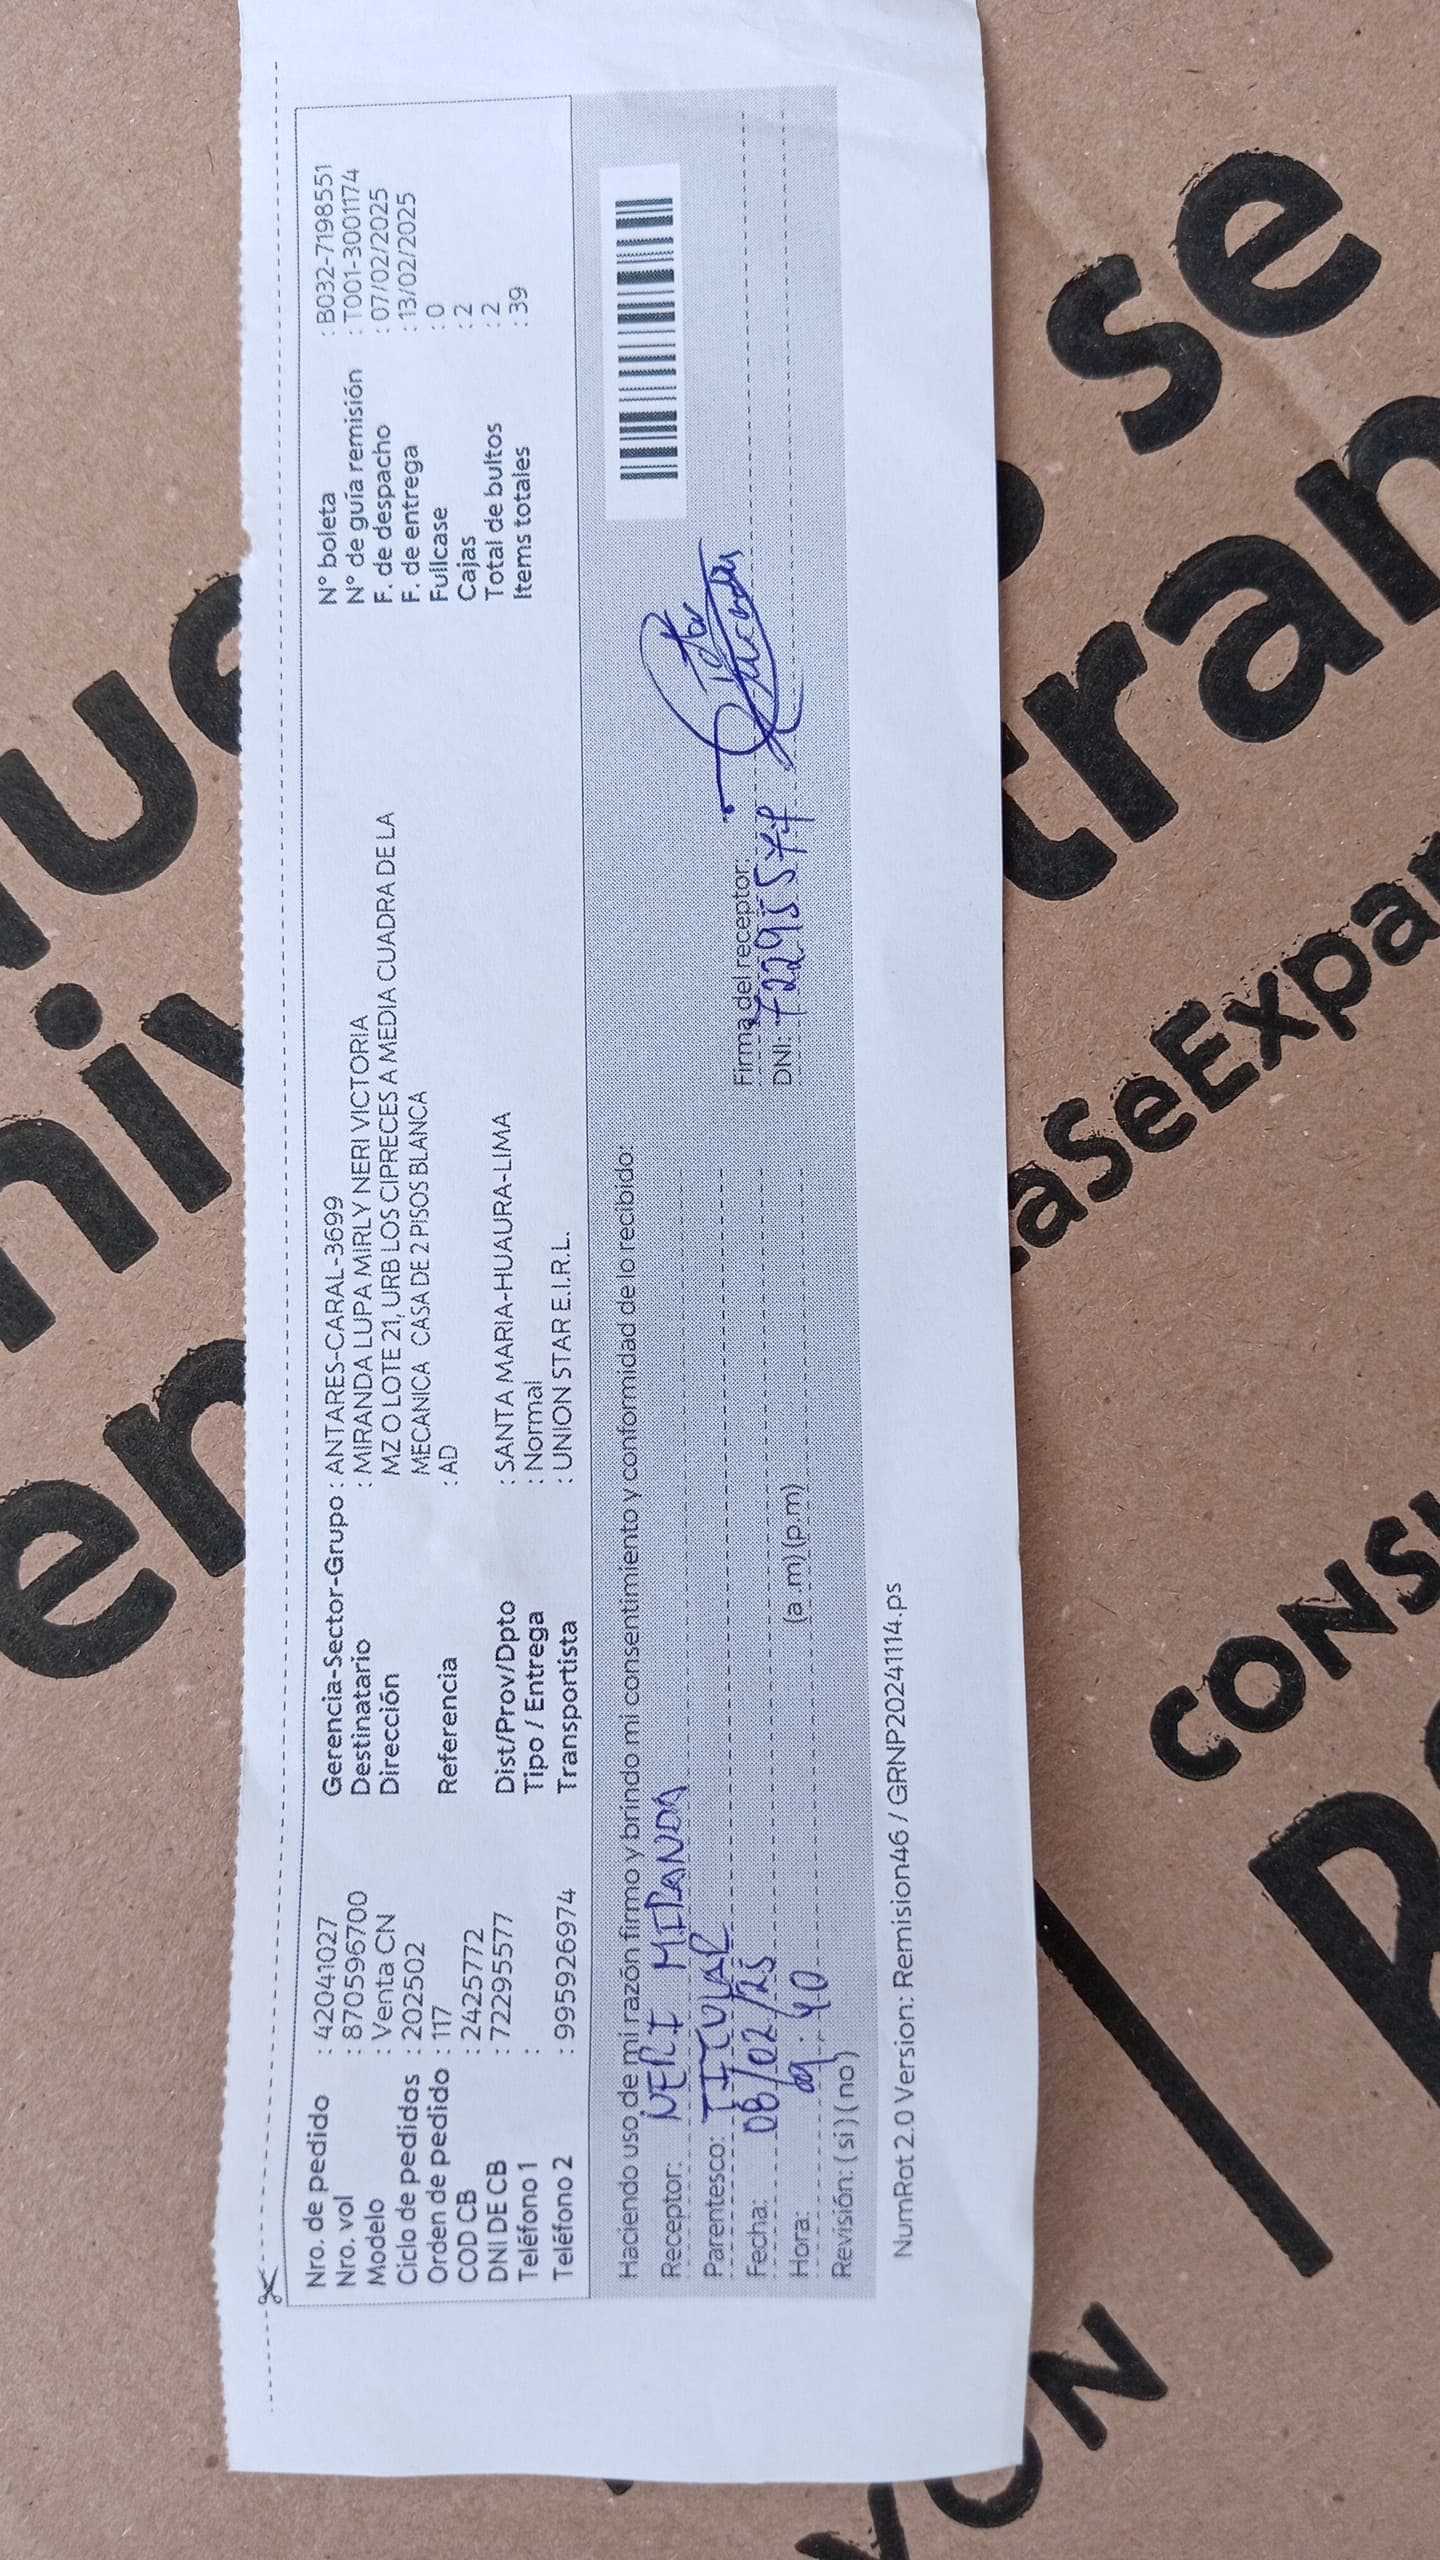 Nro. de pedido : 42041027
Nro. vol : 870596700
Modelo : Venta CN
Ciclo de pedidos : 202502
Orden de pedido : 117
COD CB : 2425772
DNI DE CB : 72295577
Teléfono 1 :
Teléfono 2 : 995926974
Gerencia-Sector-Grupo : ANTARES-CARAL-3699
Destinatario : MIRANDA LUPA MIRLY NERI VICTORIA
Dirección MZ O LOTE 21, URB LOS CIPRECES A MEDIA CUADRA DE LA
MECANICA CASA DE 2 PISOS BLANCA
Referencia : AD
Dist/Prov/Dpto : SANTA MARIA-HUAURA-LIMA
Tipo / Entrega : Normal
Transportista : UNION STAR E.I.R.L.
N° boleta : B032-7198551
N° de guía remisión : T001-3001174
F. de despacho : 07/02/2025
F. de entrega : 13/02/2025
Fullcase : 0
Cajas : 2
Total de bultos : 2
Items totales : 39
Haciendo uso de mi razón firmo y brindo mi consentimiento y conformidad de lo recibido:
Receptor: NERI MIRANDA
Parentesco: TITULAR
Fecha: 08/02/25
Hora: 09:40 (a .m) (p.m)
Revisión: ( si ) ( no )
Firma del receptor:
DNI: 72295577
NumRot 2.0 Version: Remision46 / GRNP20241114.ps
se
tran
CONS